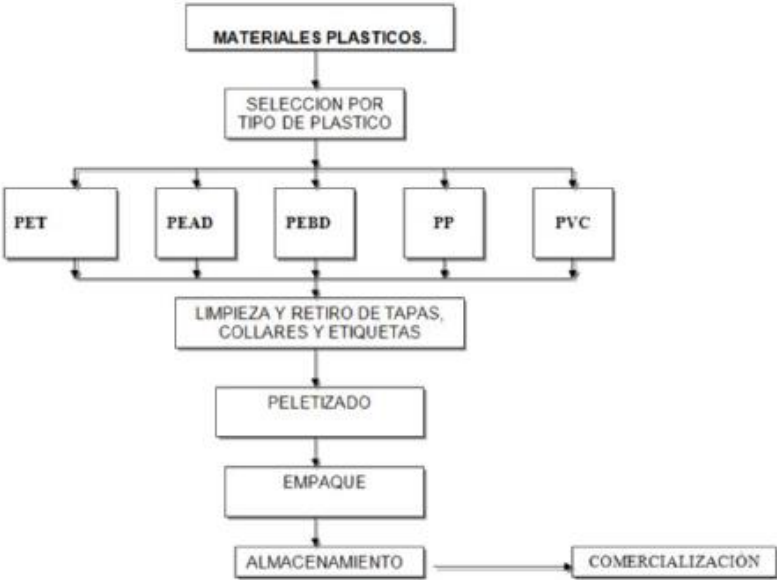 MATERIALES PLASTICOS.
SELECCION POR
TIPO DE PLASTICO
PET
PEAD
PEBD
PP
PVC
LIMPIEZA Y RETIRO DE TAPAS,
COLLARES Y ETIQUETAS
PELETIZADO
EMPAQUE
ALMACENAMIENTO
COMERCIALIZACIÓN